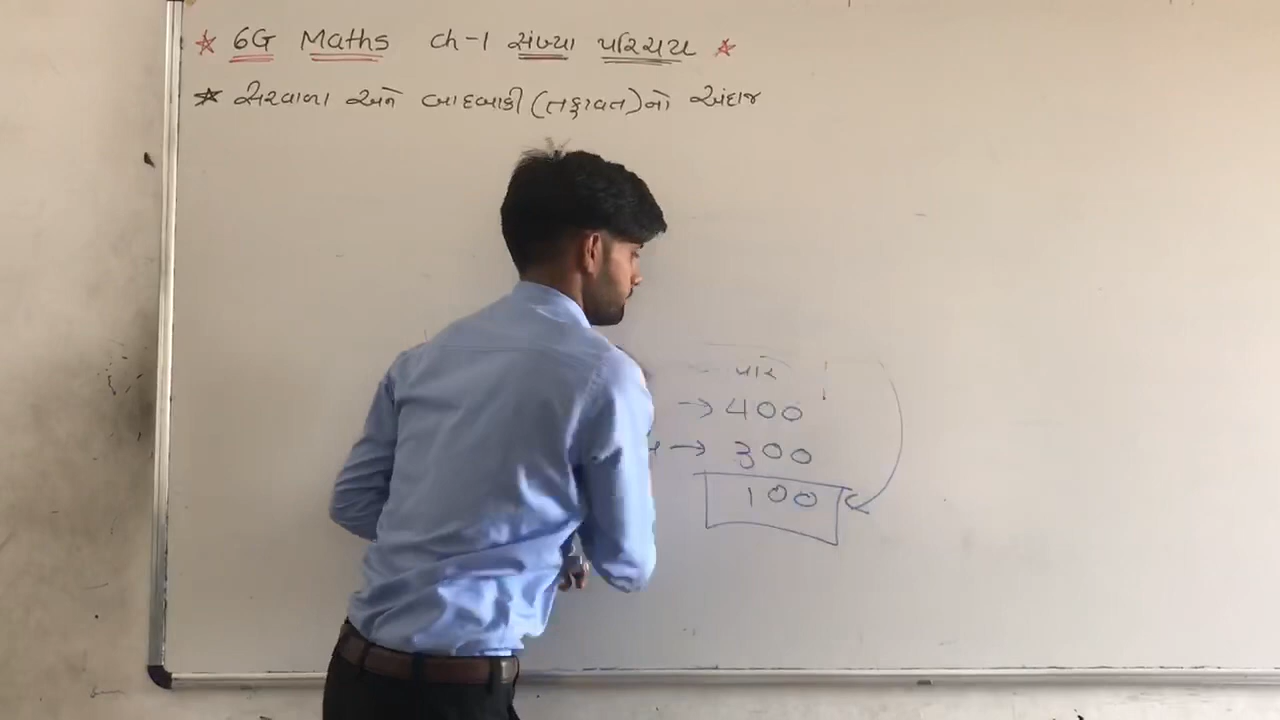 ★ 6G Maths ch-1 સંખ્યા પરિચય ★
★ સરવાળા અને બાદબાકી (તફાવત)નો અંદાજ
→ 400
→ 300
100